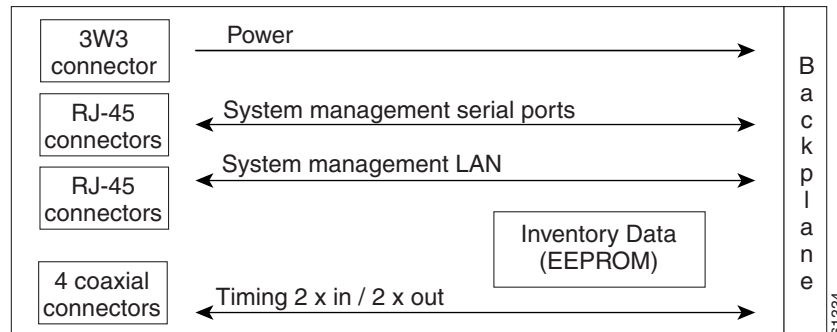 3W3
connector
Power
RJ-45
connectors
System management serial ports
RJ-45
connectors
System management LAN
Inventory Data
(EEPROM)
4 coaxial
connectors
Timing 2 x in / 2 x out
Backplane